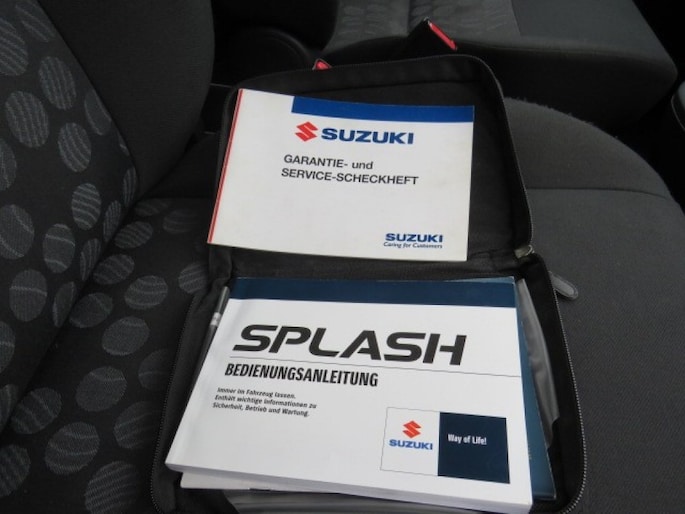 SUZUKI
GARANTIE- und
SERVICE-SCHECKHEFT
SUZUKI
Caring for Customers
SPLASH
BEDIENUNGSANLEITUNG
Immer im Fahrzeug lassen.
Enthält wichtige Informationen zu
Sicherheit, Betrieb und Wartung.
SUZUKI
Way of Life!